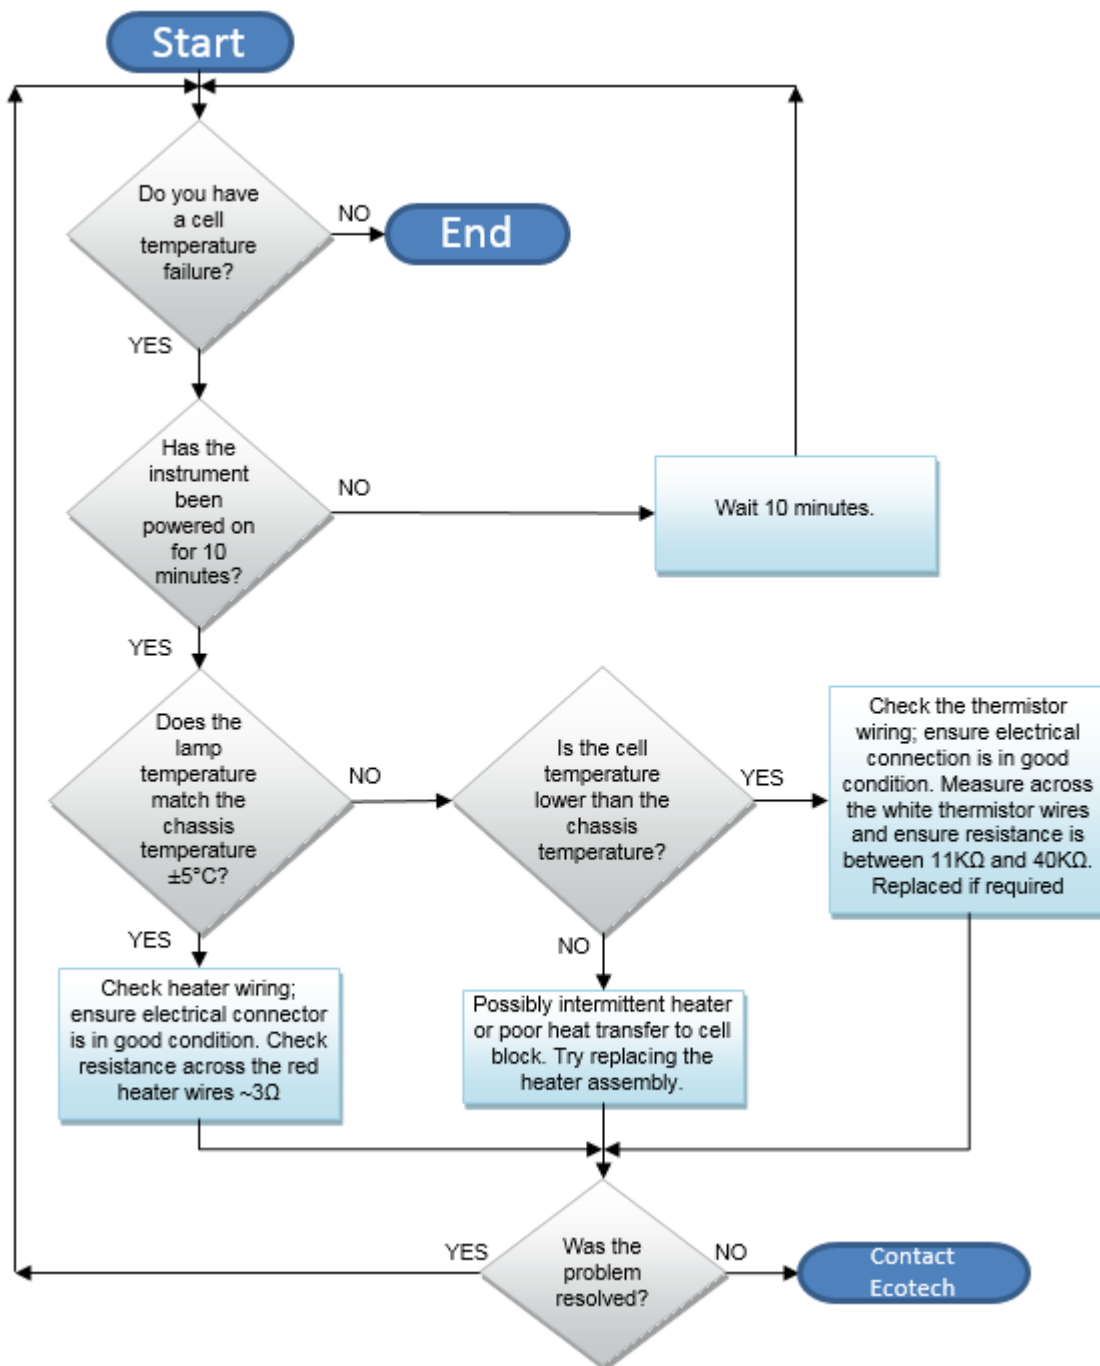 Start
Do you have
a cell
temperature
failure?
NO
End
YES
Has the
instrument
been
powered on
for 10
minutes?
NO
Wait 10 minutes.
YES
Does the
lamp
temperature
match the
chassis
temperature
±5°C?
NO
Is the cell
temperature
lower than the
chassis
temperature?
YES
Check the thermistor
wiring; ensure electrical
connection is in good
condition. Measure across
the white thermistor wires
and ensure resistance is
between 11KΩ and 40KΩ.
Replaced if required
YES
Check heater wiring;
ensure electrical connector
is in good condition. Check
resistance across the red
heater wires ~3Ω
NO
Possibly intermittent heater
or poor heat transfer to cell
block. Try replacing the
heater assembly.
Was the
problem
resolved?
YES
NO
Contact
Ecotech